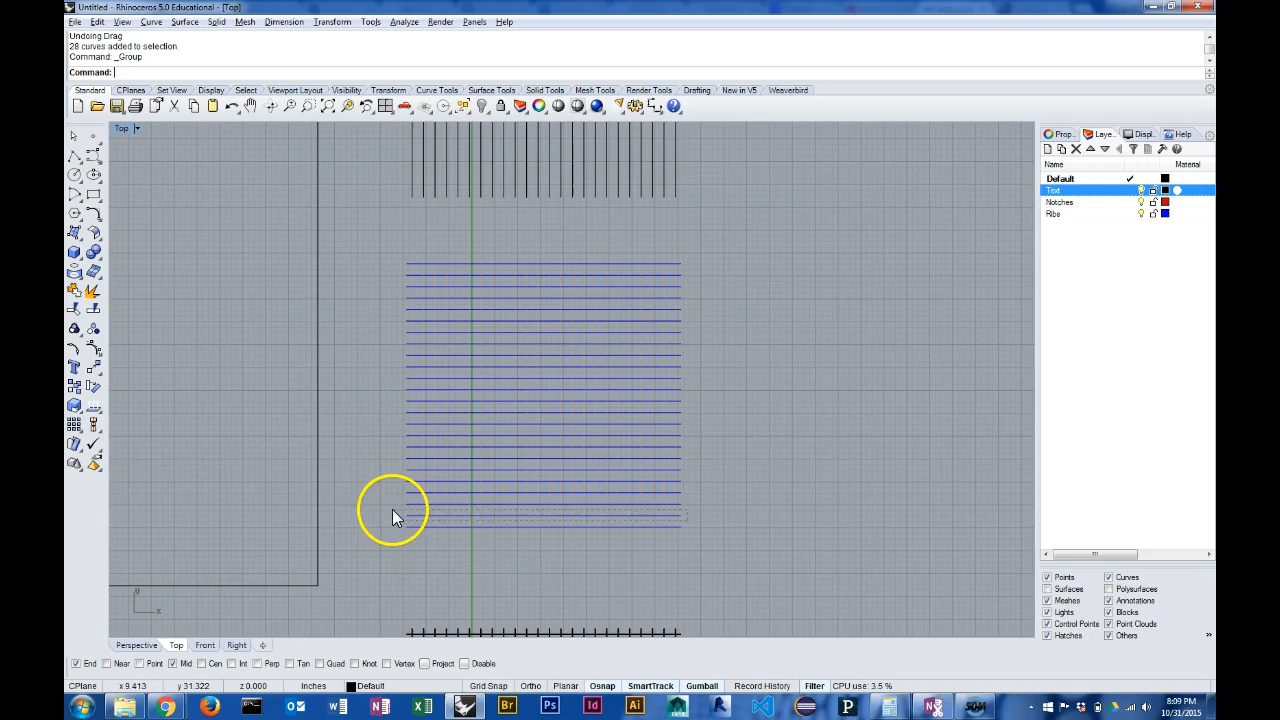 Untitled - Rhinoceros 5.0 Educational - [Top]
File Edit View Curve Surface Solid Mesh Dimension Transform Tools Analyze Render Panels Help
Undoing Drag
28 curves added to selection.
Command: _Group
Command:
Standard CPlanes Set View Display Select Viewport Layout Visibility Transform Curve Tools Surface Tools Solid Tools Mesh Tools Render Tools Drafting New in V5 Weaverbird
Top
Prop... Laye... Displ... Help
Name Material
Default
Text
Notches
Ribs
Points Curves
Surfaces Polysurfaces
Meshes Annotations
Lights Blocks
Control Points Point Clouds
Hatches Others
y
x
Perspective Top Front Right
End Near Point Mid Cen Int Perp Tan Quad Knot Vertex Project Disable
CPlane x 9.413 y 31.322 z 0.000 Inches Default Grid Snap Ortho Planar Osnap SmartTrack Gumball Record History Filter CPU use: 3.5 %
Br Ps Id Ai P SOM
8:09 PM
10/31/2015